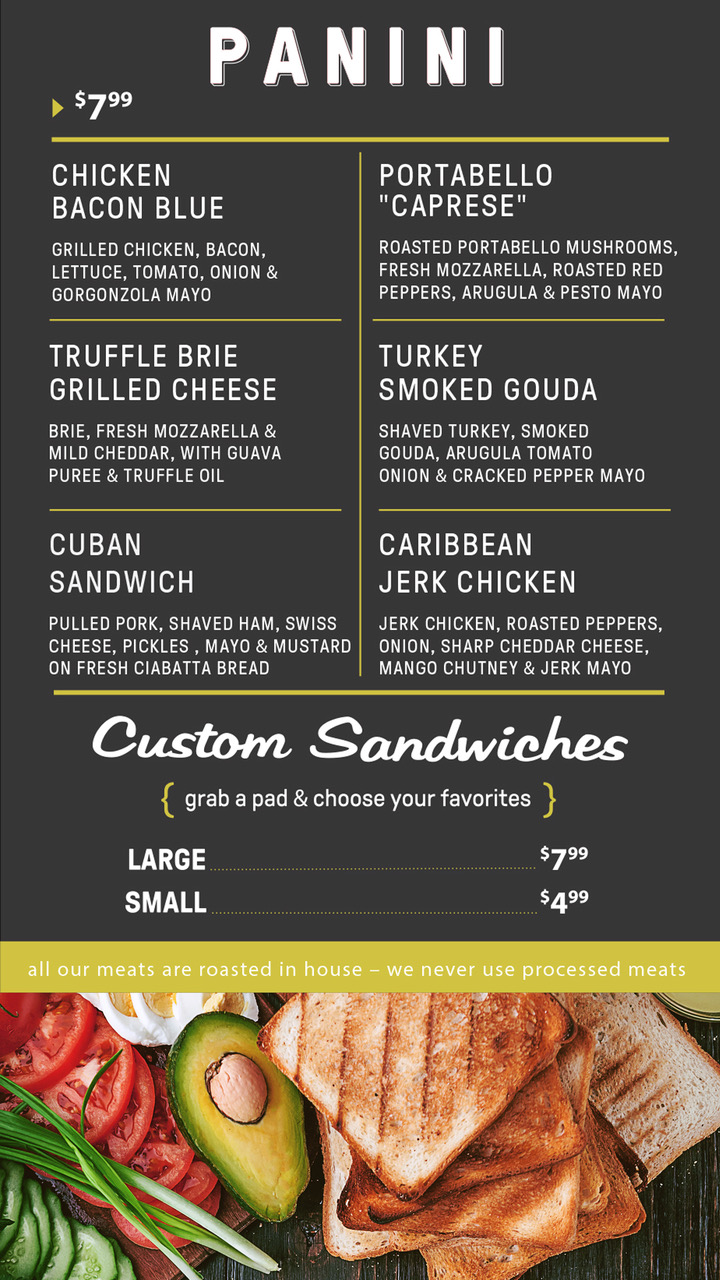 PANINI
$7.99
CHICKEN
BACON BLUE
GRILLED CHICKEN, BACON,
LETTUCE, TOMATO, ONION &
GORGONZOLA MAYO
PORTABELLO
"CAPRESE"
ROASTED PORTABELLO MUSHROOMS,
FRESH MOZZARELLA, ROASTED RED
PEPPERS, ARUGULA & PESTO MAYO
TRUFFLE BRIE
GRILLED CHEESE
BRIE, FRESH MOZZARELLA &
MILD CHEDDAR, WITH GUAVA
PUREE & TRUFFLE OIL
TURKEY
SMOKED GOUDA
SHAVED TURKEY, SMOKED
GOUDA, ARUGULA TOMATO
ONION & CRACKED PEPPER MAYO
CUBAN
SANDWICH
PULLED PORK, SHAVED HAM, SWISS
CHEESE, PICKLES , MAYO & MUSTARD
ON FRESH CIABATTA BREAD
CARIBBEAN
JERK CHICKEN
JERK CHICKEN, ROASTED PEPPERS,
ONION, SHARP CHEDDAR CHEESE,
MANGO CHUTNEY & JERK MAYO
Custom Sandwiches
{ grab a pad & choose your favorites }
LARGE $7.99
SMALL $4.99
all our meats are roasted in house – we never use processed meats